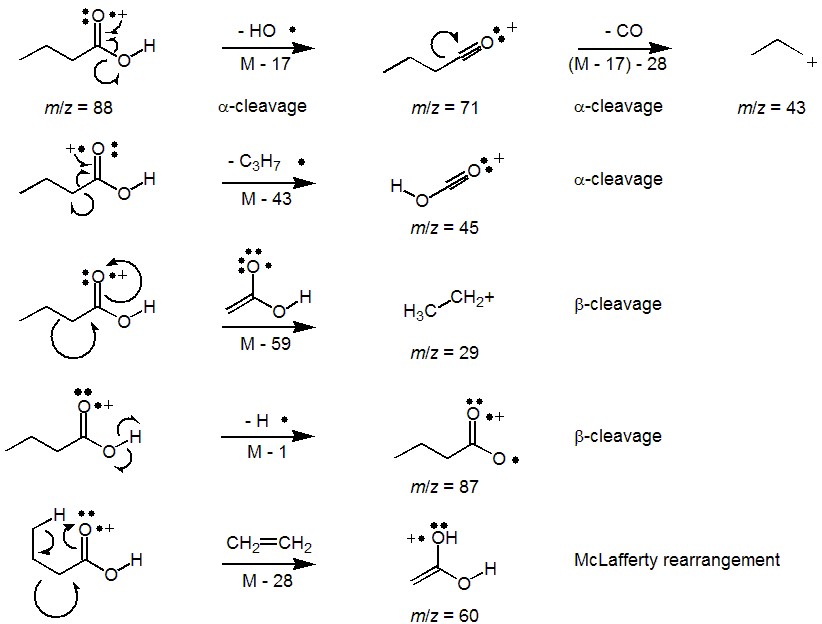 O
•+
O
H
- HO •
M - 17
O
+
- CO
(M - 17) - 28
+
m/z = 88
α-cleavage
m/z = 71
α-cleavage
m/z = 43
+•
O
O
H
- C3H7 •
M - 43
H
O
O
+
α-cleavage
m/z = 45
O
•+
O
H
O
•
O
H
M - 59
H3C
CH2+
β-cleavage
m/z = 29
O
•+
O
H
- H •
M - 1
O
•+
O •
β-cleavage
m/z = 87
H
O
•+
O
H
CH2=CH2
M - 28
+•
OH
O
H
McLafferty rearrangement
m/z = 60